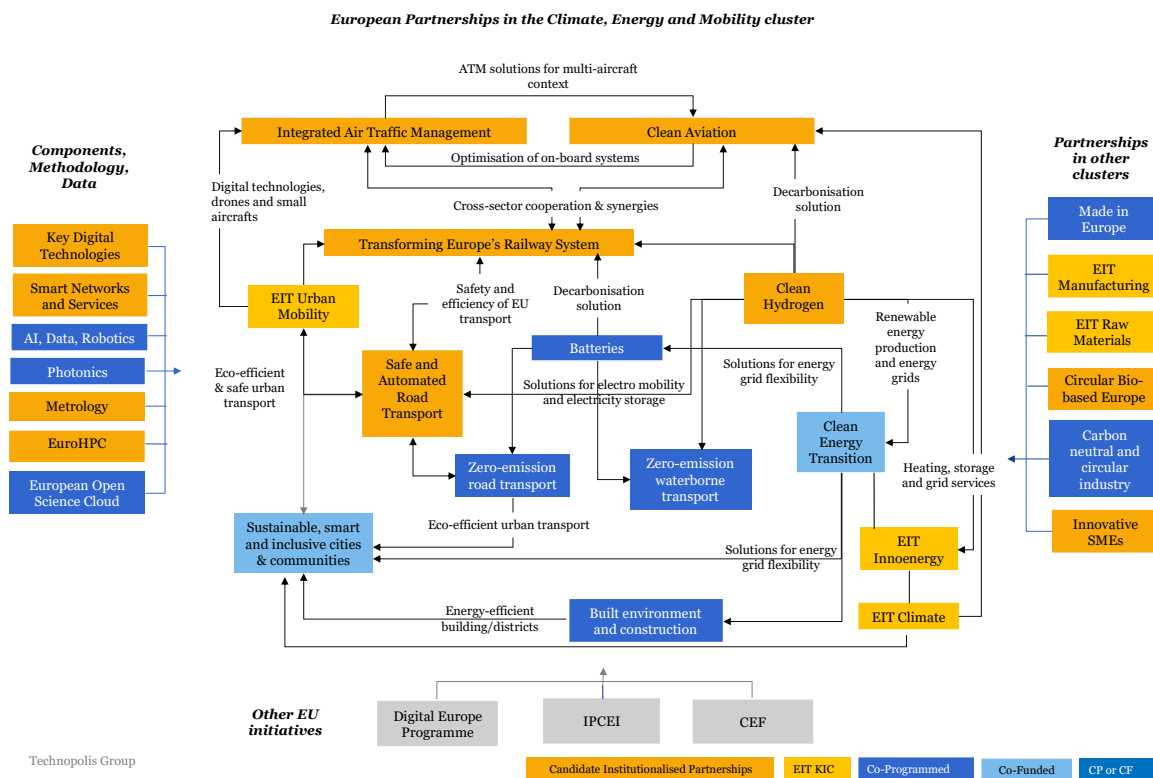 European Partnerships in the Climate, Energy and Mobility cluster
ATM solutions for multi-aircraft
context
Integrated Air Traffic Management
Clean Aviation
Optimisation of on-board systems
Components,
Methodology,
Data
Partnerships
in other
clusters
Digital technologies,
drones and small
aircrafts
Decarbonisation
solution
Cross-sector cooperation & synergies
Key Digital
Technologies
Smart Networks
and Services
AI, Data, Robotics
Photonics
Metrology
EuroHPC
European Open
Science Cloud
Transforming Europe's Railway System
EIT Urban
Mobility
Safety and
efficiency of EU
transport
Decarbonisation
solution
Clean
Hydrogen
Renewable
energy
production and
energy
grids
Made in
Europe
EIT
Manufacturing
EIT Raw
Materials
Circular Bio-
based Europe
Carbon
neutral and
circular
industry
Innovative
SMEs
Batteries
Eco-efficient
& safe urban
transport
Safe and
Automated
Road
Transport
Solutions for electro mobility
and electricity storage
Solutions for energy
grid flexibility
Clean
Energy
Transition
Zero-emission
road transport
Zero-emission
waterborne
transport
Heating, storage
and grid services
Eco-efficient urban transport
Sustainable, smart
and inclusive cities
& communities
Solutions for energy
grid flexibility
EIT
Innoenergy
Energy-efficient
building/districts
Built environment
and construction
EIT Climate
Other EU
initiatives
Digital Europe
Programme
IPCEI
CEF
Technopolis Group
Candidate Institutionalised Partnerships
EIT KIC
Co-Programmed
Co-Funded
CP or CF